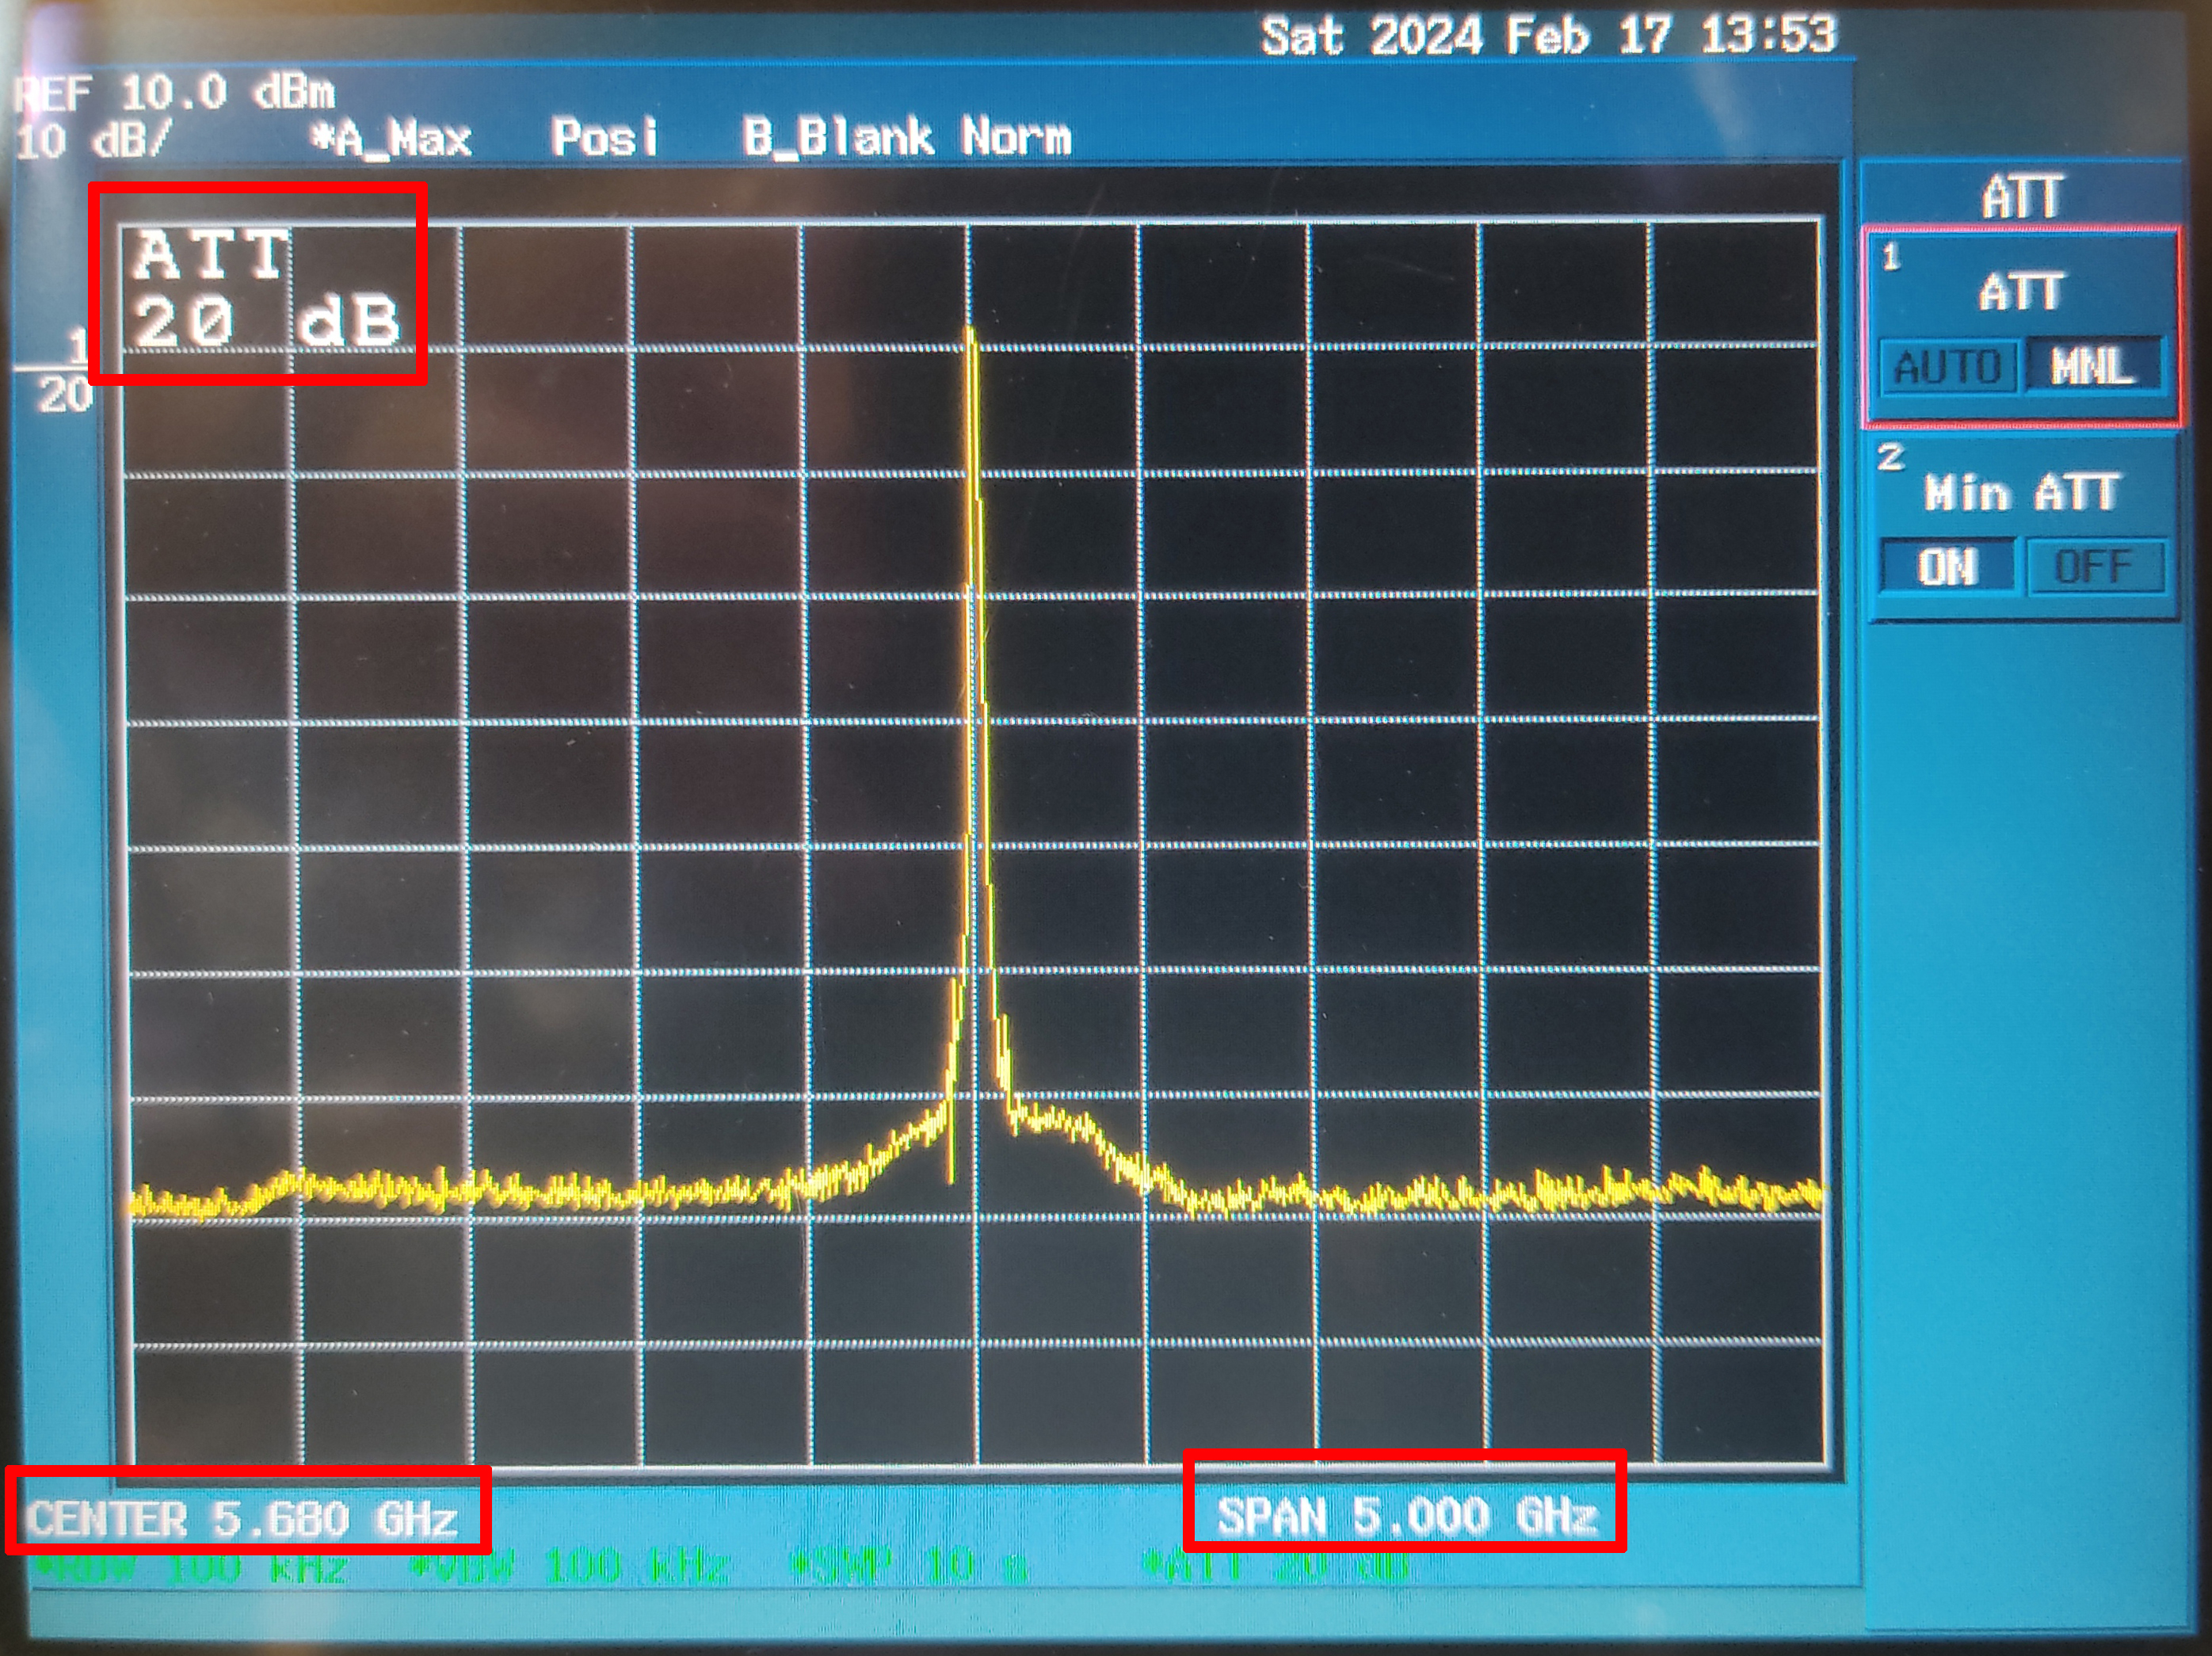 Sat 2024 Feb 17 13:53
REF 10.0 dBm
10 dB/ *A_Max Posi B_Blank Norm
ATT
20 dB
1
20
CENTER 5.680 GHz
SPAN 5.000 GHz
*RBW 100 kHz *VBW 100 kHz *SWP 10 s *ATT 20 dB
ATT
1
ATT
AUTO MNL
2
Min ATT
ON OFF